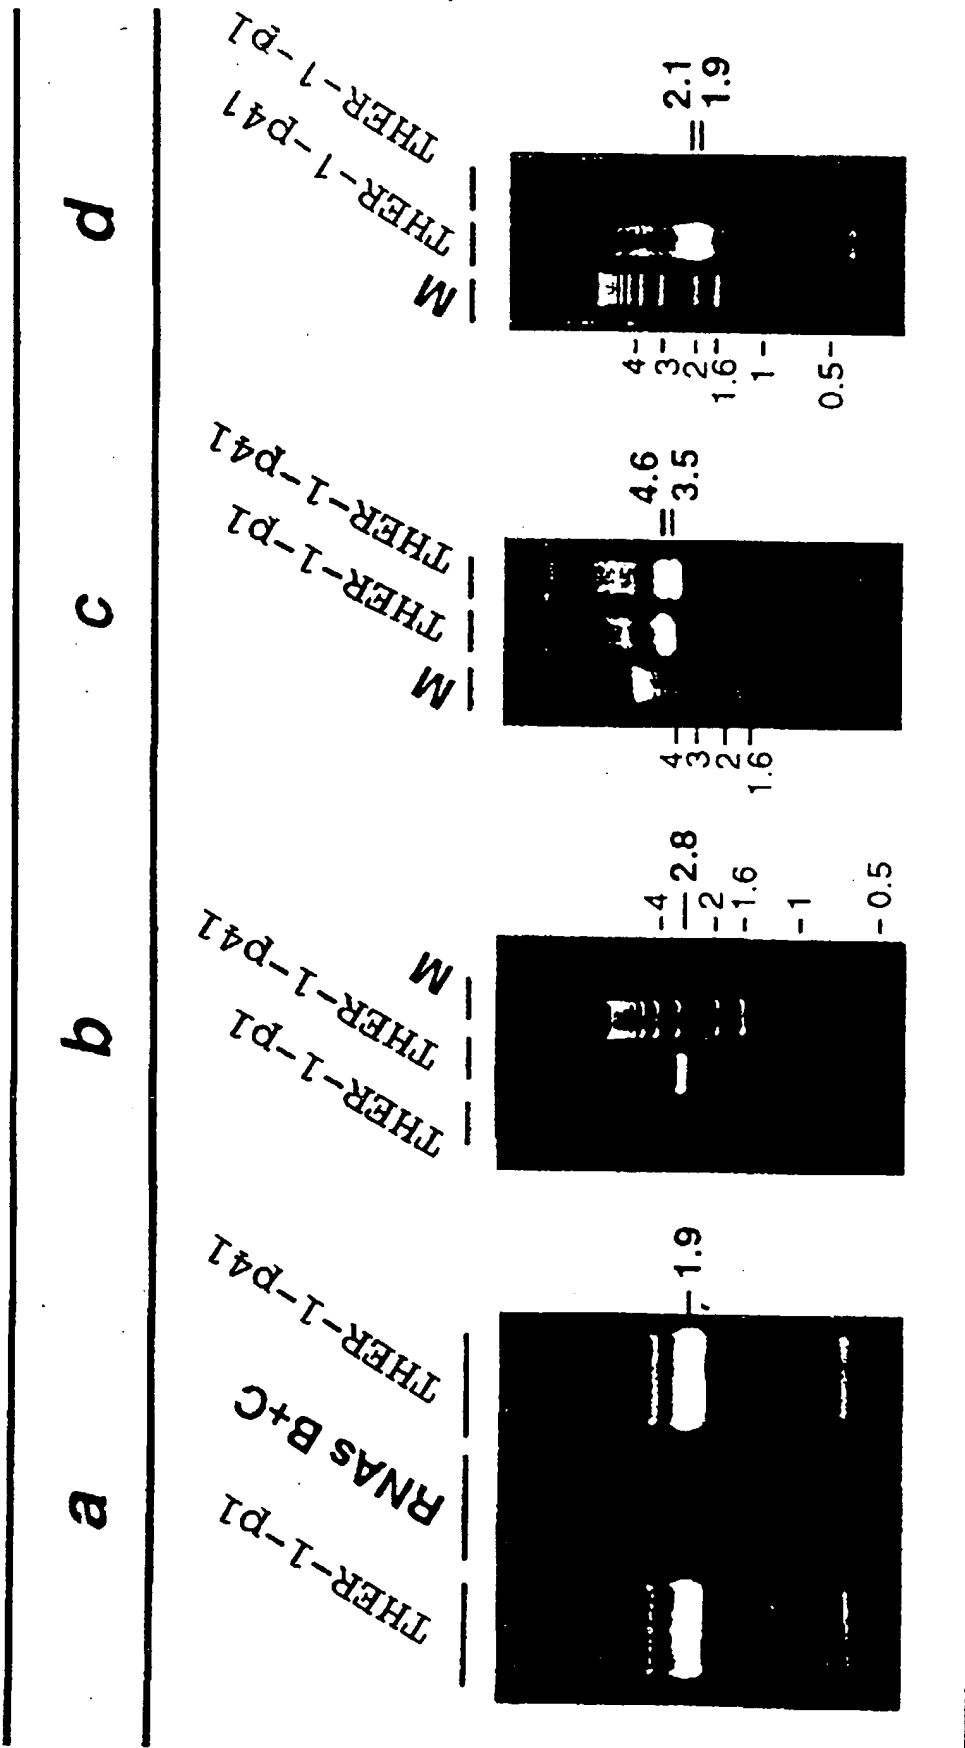 a
b
c
d
THER-1-p1
RNAs B+C
THER-1-p41
1.9
THER-1-p1
THER-1-p41
M
-4
2.8
-2
-1.6
-1
-0.5
M
THER-1-p1
THER-1-p41
4
3
2
1.6
4.6
3.5
M
THER-1-p41
THER-1-p1
4-
3-
2-
1.6-
1-
0.5-
2.1
1.9